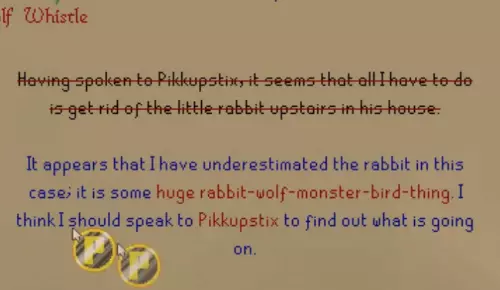 lf Whistle
Having spoken to Pikkupstix, it seems that all I have to do
is get rid of the little rabbit upstairs in his house.
It appears that I have underestimated the rabbit in this
case; it is some huge rabbit-wolf-monster-bird-thing. I
think I should speak to Pikkupstix to find out what is going
on.
P
P